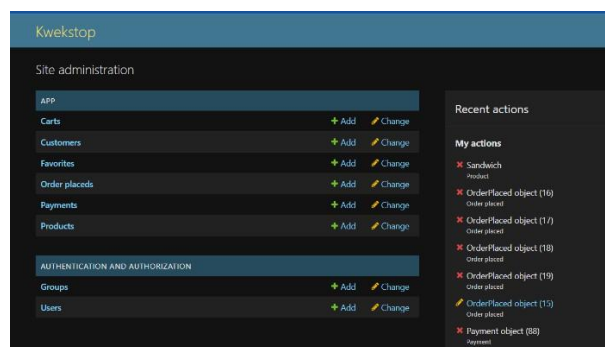 Kwekstop
Site administration
APP
Carts + Add Change
Customers + Add Change
Favorites + Add Change
Order placeds + Add Change
Payments + Add Change
Products + Add Change
AUTHENTICATION AND AUTHORIZATION
Groups + Add Change
Users + Add Change
Recent actions
My actions
Sandwich
Product
OrderPlaced object (16)
Order placed
OrderPlaced object (17)
Order placed
OrderPlaced object (18)
Order placed
OrderPlaced object (19)
Order placed
OrderPlaced object (15)
Order placed
Payment object (88)
Payment